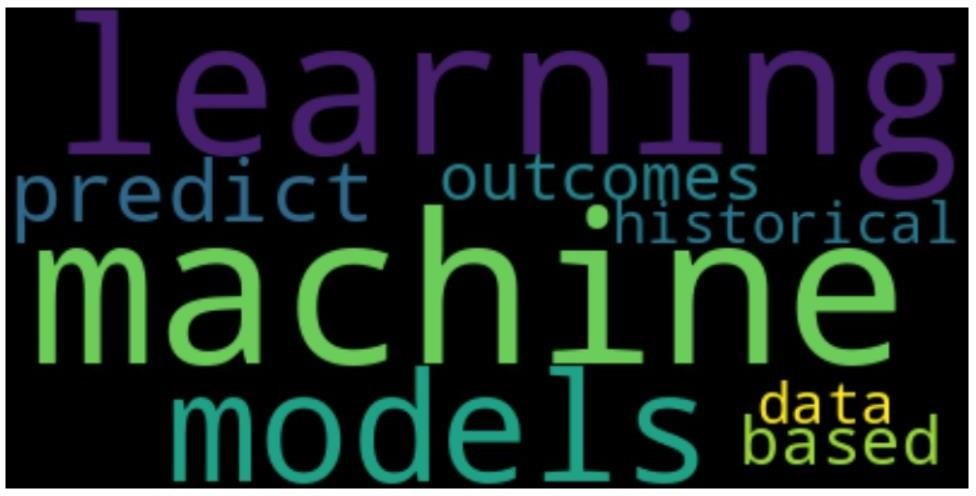 learning
predict outcomes
historical
machine
models data
based